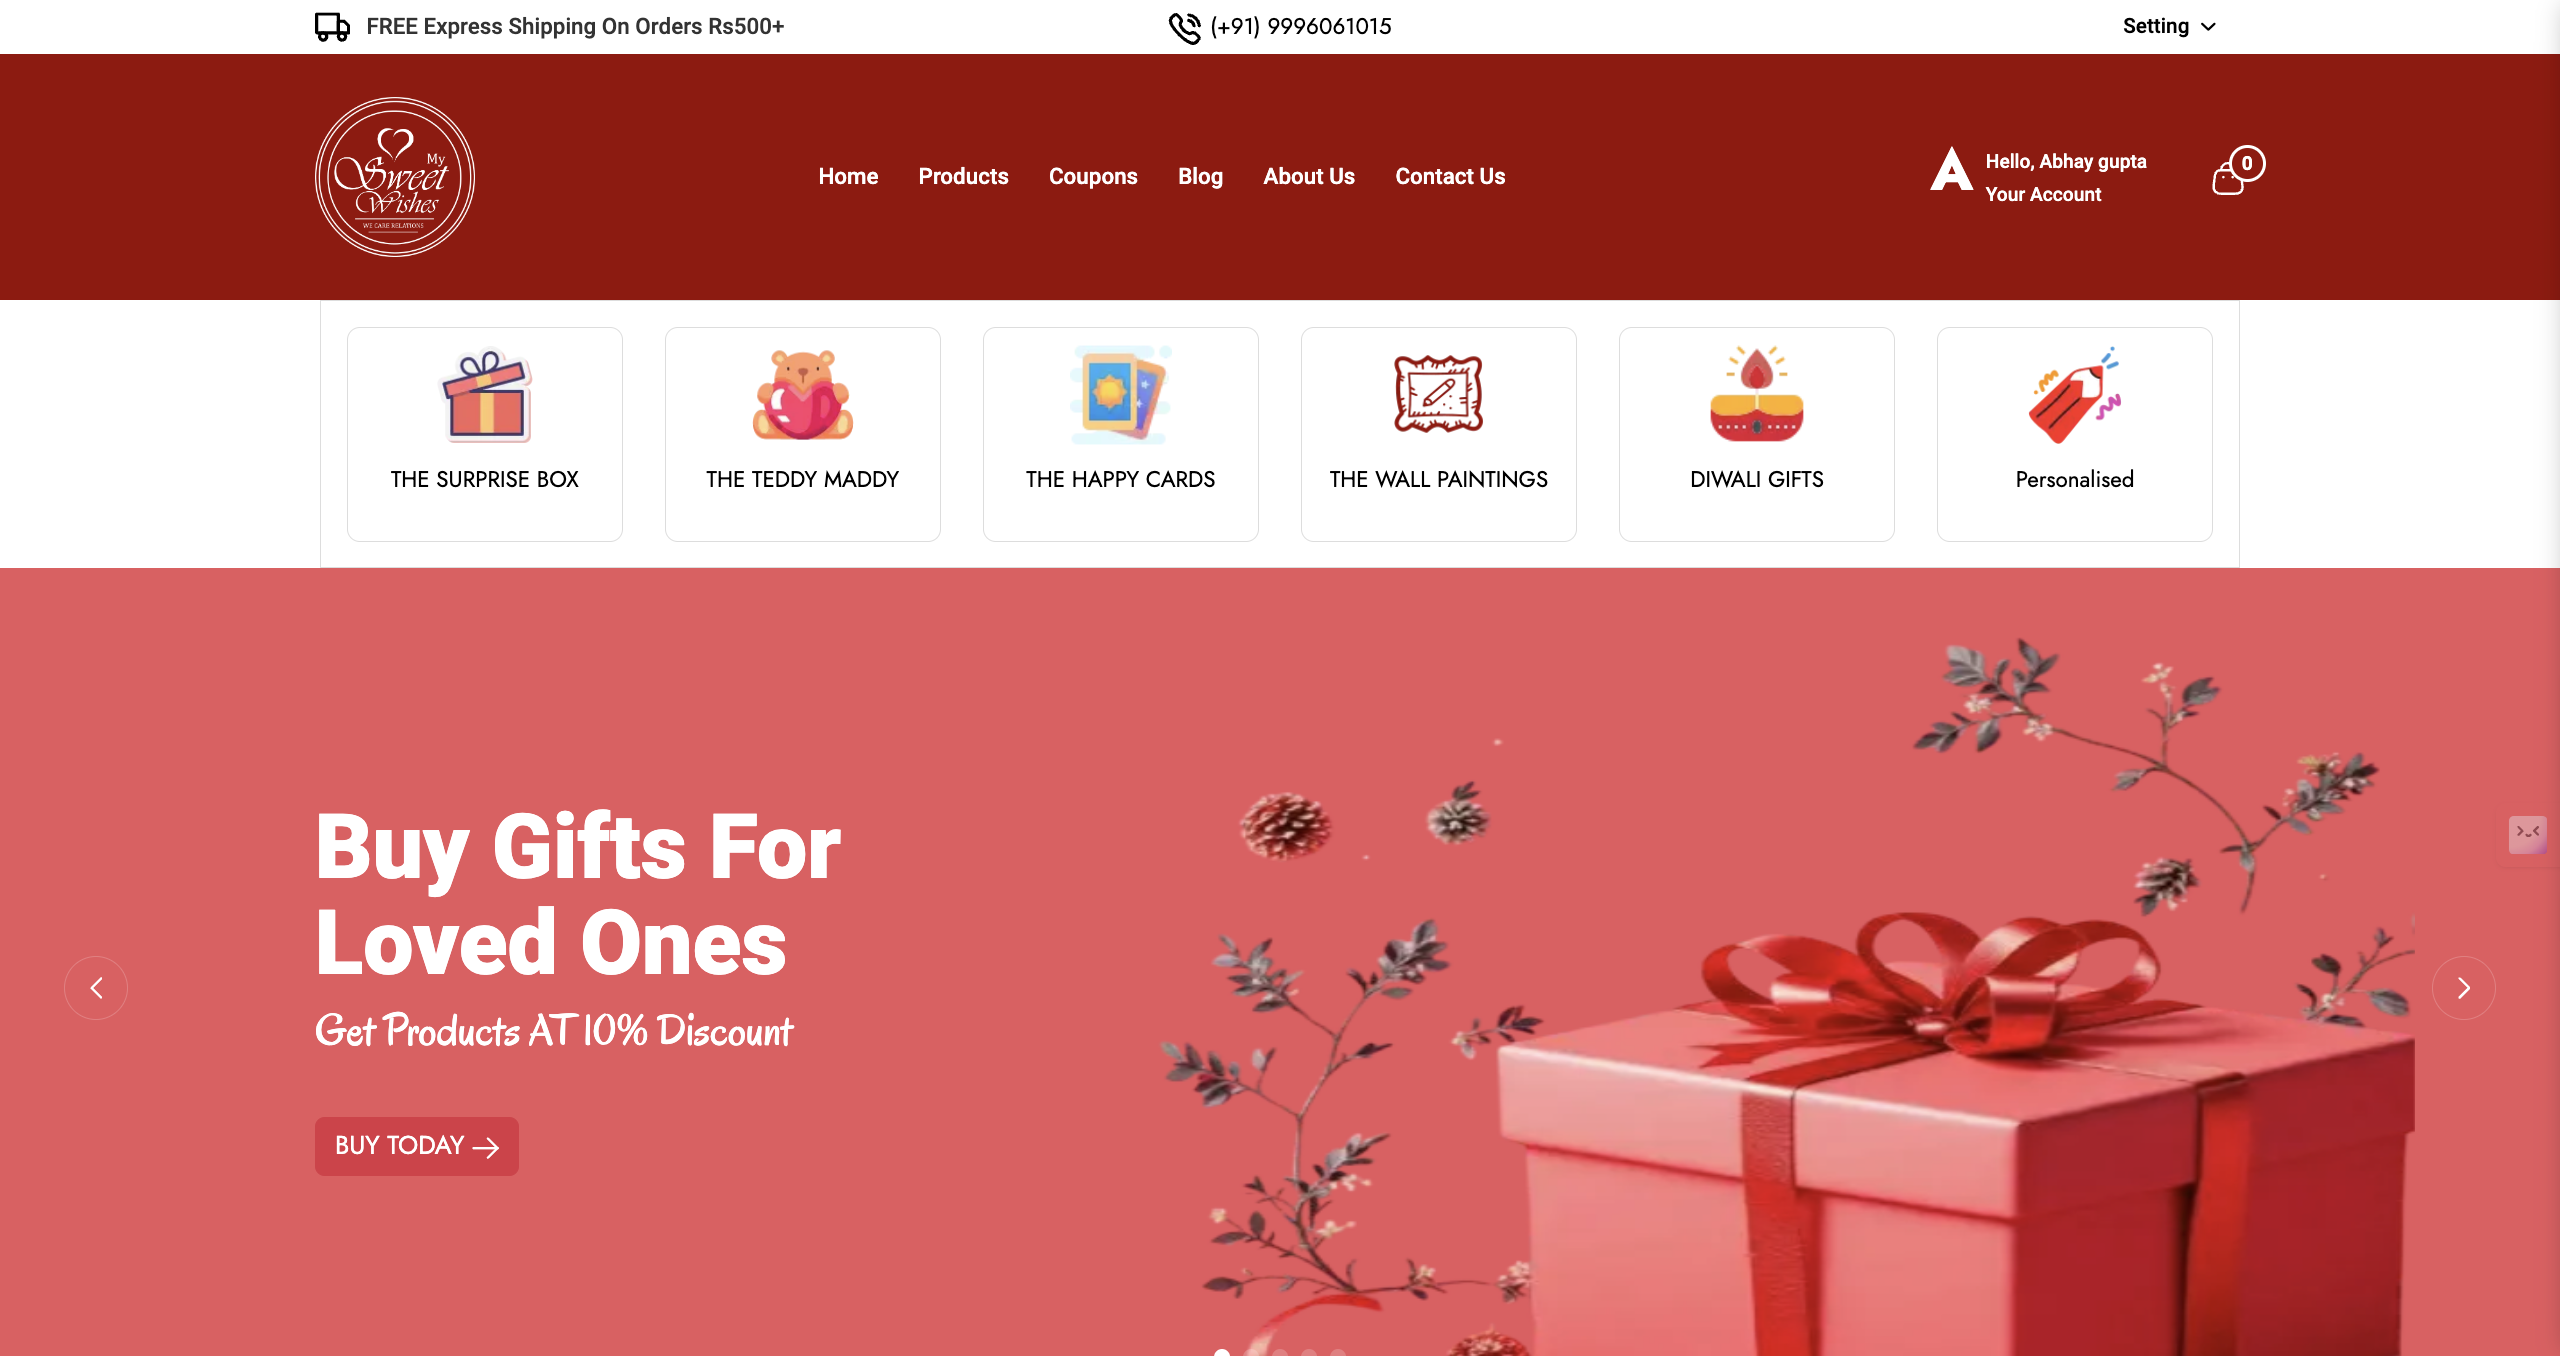 FREE Express Shipping On Orders Rs500+
(+91) 9996061015
Setting
My
Sweet
Wishes
WE CARE RELATIONS
Home Products Coupons Blog About Us Contact Us
A
Hello, Abhay gupta
Your Account
0
THE SURPRISE BOX
THE TEDDY MADDY
THE HAPPY CARDS
THE WALL PAINTINGS
DIWALI GIFTS
Personalised
Buy Gifts For
Loved Ones
Get Products AT 10% Discount
BUY TODAY